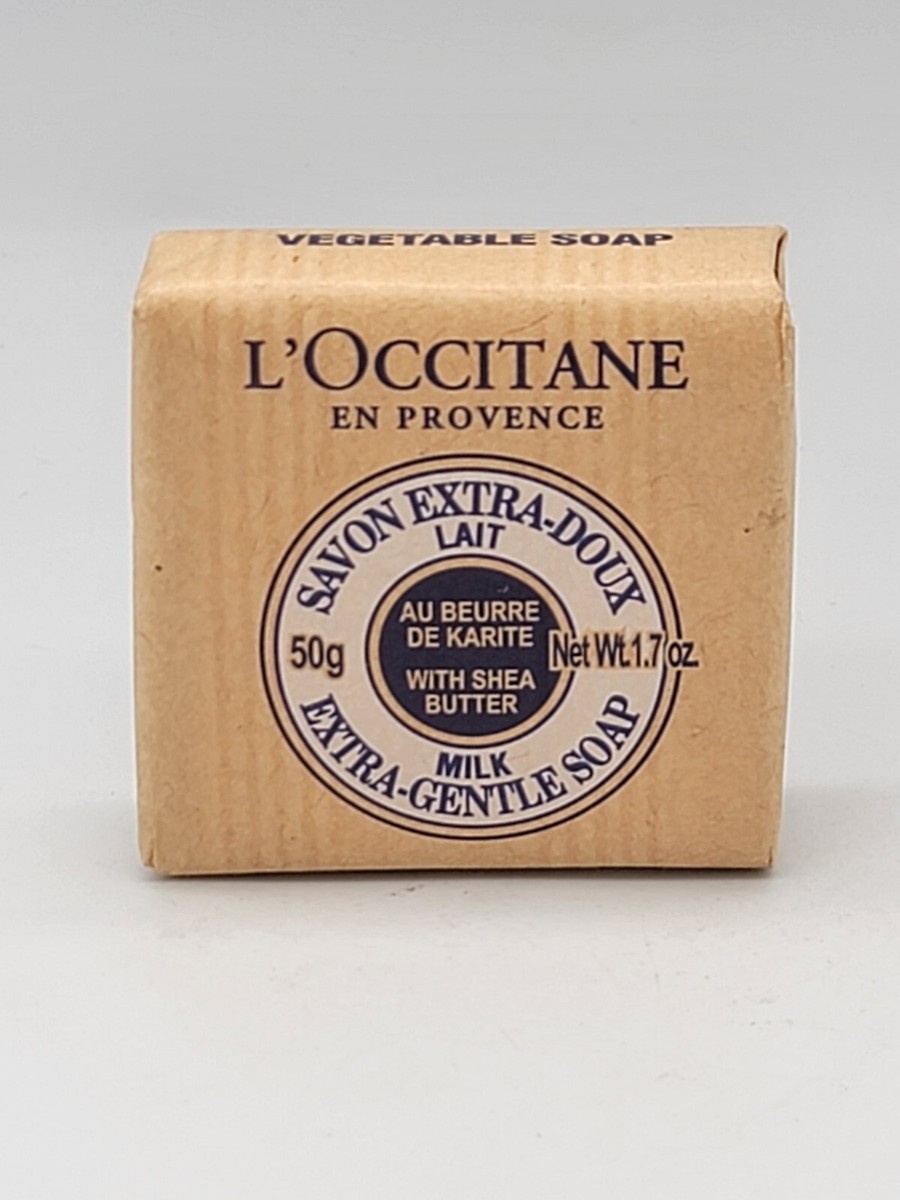 VEGETABLE SOAP
L'OCCITANE
EN PROVENCE
SAVON EXTRA-DOUX
LAIT
AU BEURRE
DE KARITE
50g
Net Wt.1.7 oz.
WITH SHEA
BUTTER
MILK
EXTRA-GENTLE SOAP